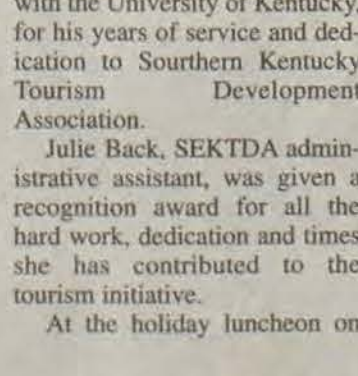 with the University of Kentucky,
for his years of service and ded-
ication to Sourthern Kentucky
Tourism Development
Association.
Julie Back, SEKTDA admin-
istrative assistant, was given a
recognition award for all the
hard work, dedication and times
she has contributed to the
tourism initiative.
At the holiday luncheon on